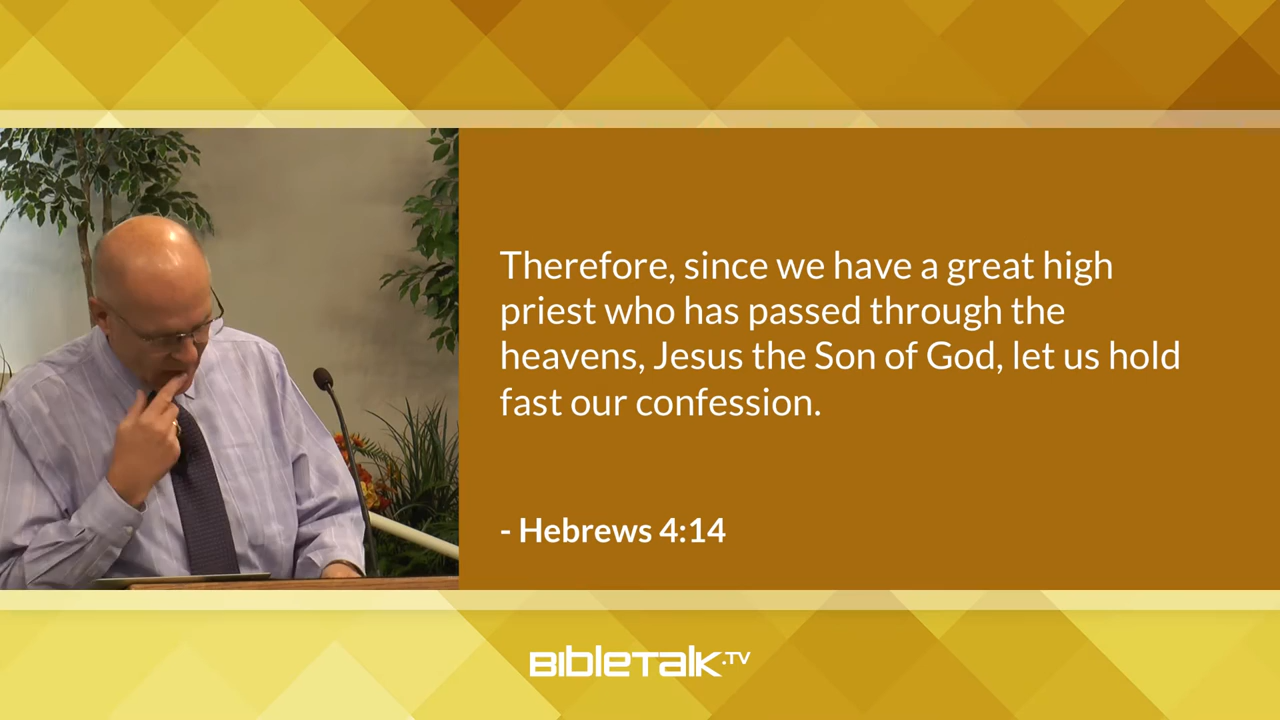 Therefore, since we have a great high
priest who has passed through the
heavens, Jesus the Son of God, let us hold
fast our confession.
- Hebrews 4:14
BIBLETALK.TV